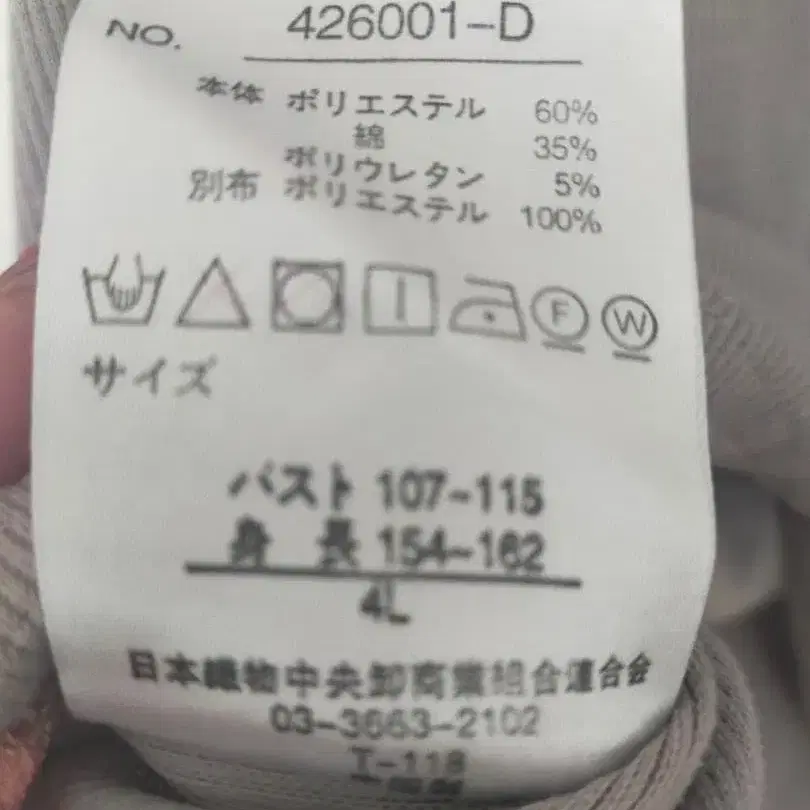 NO. 426001-D
本体 ポリエステル 60%
綿 35%
ポリウレタン 5%
別布 ポリエステル 100%
F W
サイズ
バスト 107-115
身 長 154-162
4L
日本織物中央卸商業組合連合会
03-3663-2102
T-118